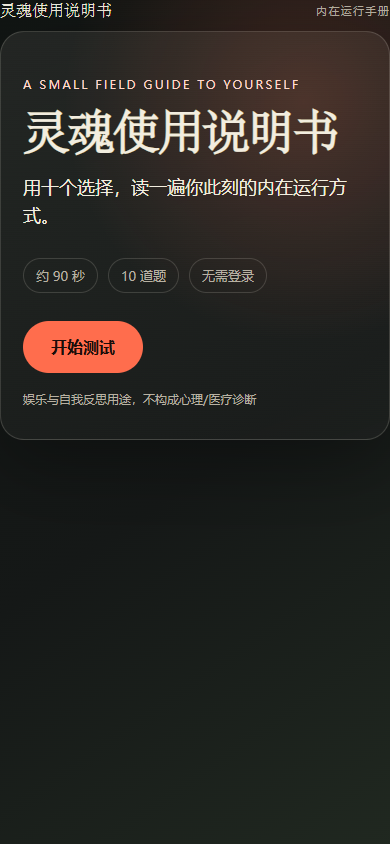 灵魂使用说明书
内在运行手册
A SMALL FIELD GUIDE TO YOURSELF
灵魂使用说明书
用十个选择，读一遍你此刻的内在运行方
式。
约 90 秒
10 道题
无需登录
开始测试
娱乐与自我反思用途，不构成心理/医疗诊断